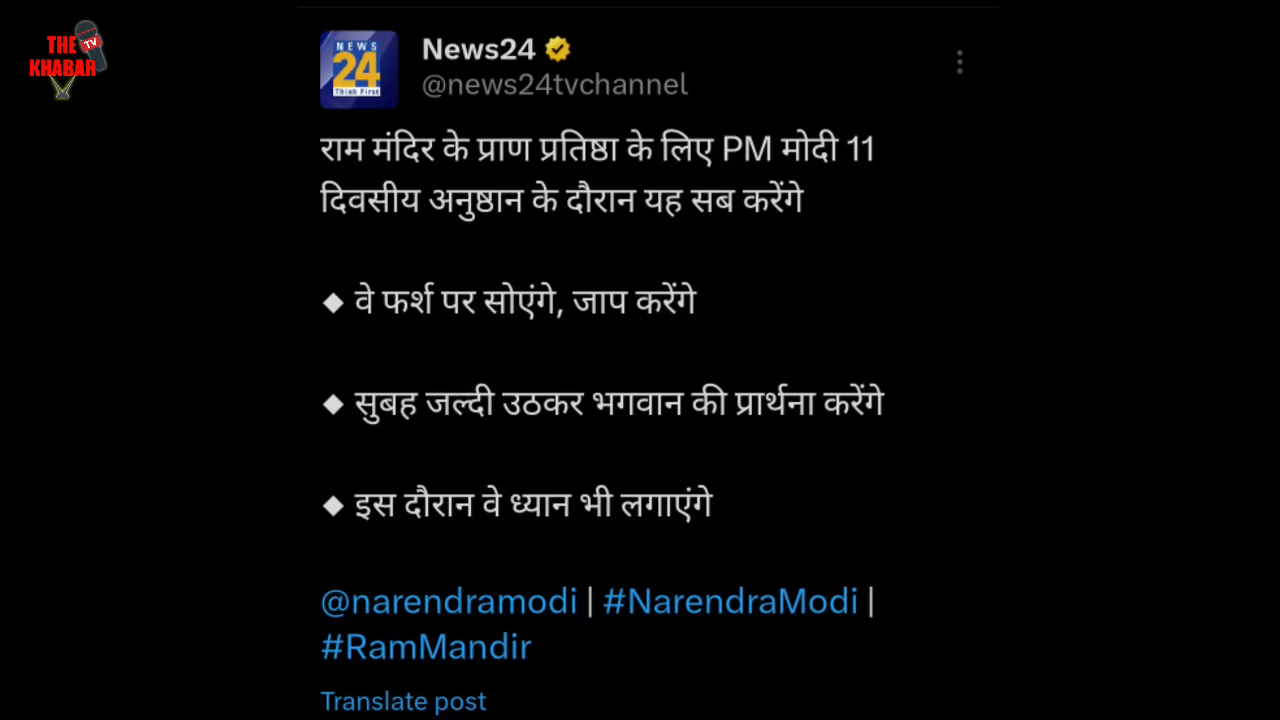 THE
TV
KHABAR
NEWS
24
Think First
News24
@news24tvchannel
राम मंदिर के प्राण प्रतिष्ठा के लिए PM मोदी 11
दिवसीय अनुष्ठान के दौरान यह सब करेंगे
◆ वे फर्श पर सोएंगे, जाप करेंगे
◆ सुबह जल्दी उठकर भगवान की प्रार्थना करेंगे
◆ इस दौरान वे ध्यान भी लगाएंगे
@narendramodi | #NarendraModi |
#RamMandir
Translate post